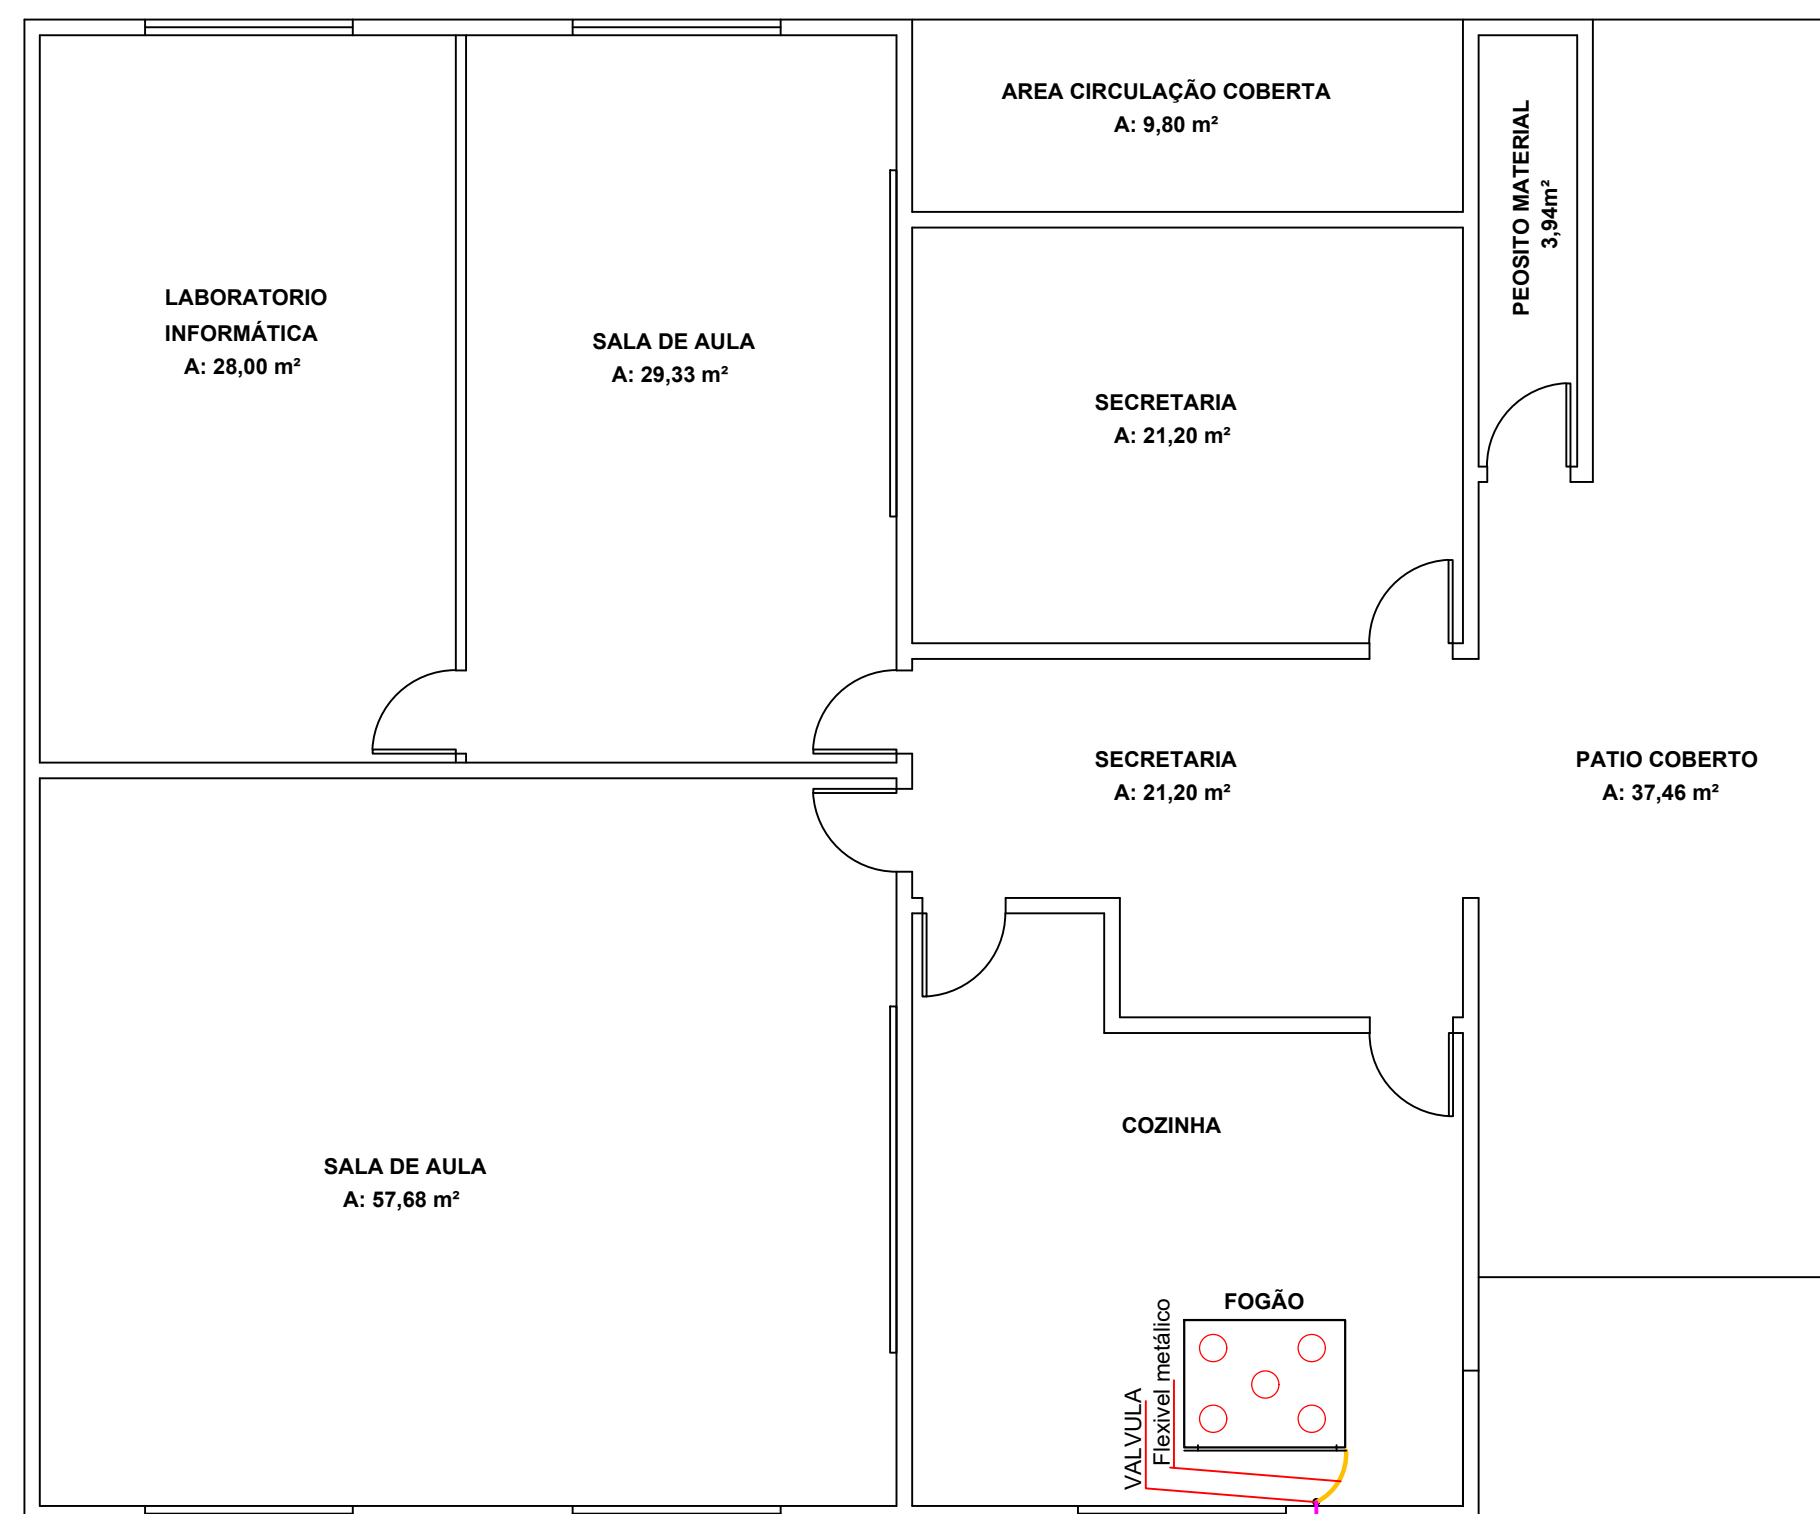 AREA CIRCULAÇÃO COBERTA
A: 9,80 m²
PEOSITO MATERIAL
3,94m²
LABORATORIO
INFORMÁTICA
A: 28,00 m²
SALA DE AULA
A: 29,33 m²
SECRETARIA
A: 21,20 m²
SECRETARIA
A: 21,20 m²
PATIO COBERTO
A: 37,46 m²
COZINHA
SALA DE AULA
A: 57,68 m²
FOGÃO
VALVULA
Flexivel metálico